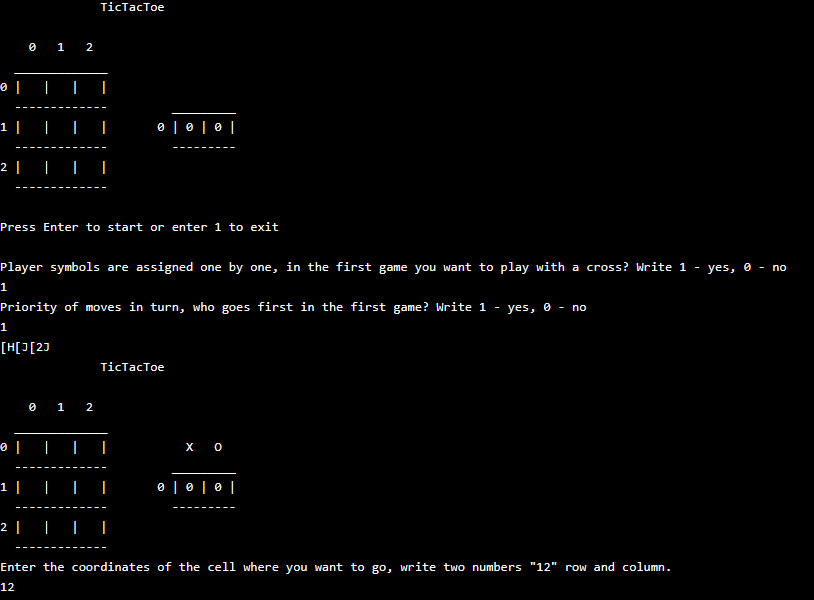 TicTacToe
0 1 2
_____________
0 | | | |
------------- _________
1 | | | | 0 | 0 | 0 |
------------- ---------
2 | | | |
-------------
Press Enter to start or enter 1 to exit
Player symbols are assigned one by one, in the first game you want to play with a cross? Write 1 - yes, 0 - no
1
Priority of moves in turn, who goes first in the first game? Write 1 - yes, 0 - no
1
[H[J[2J
TicTacToe
0 1 2
_____________
0 | | | | X O
------------- _________
1 | | | | 0 | 0 | 0 |
------------- ---------
2 | | | |
-------------
Enter the coordinates of the cell where you want to go, write two numbers "12" row and column.
12